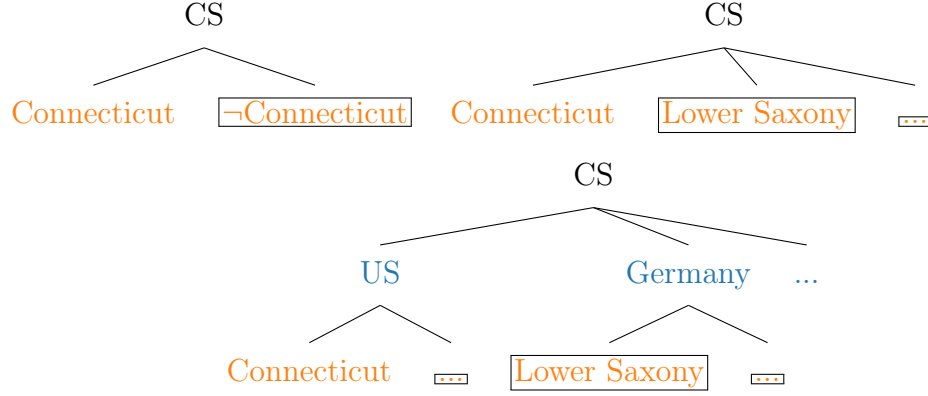 CS CS
Connecticut ¬Connecticut Connecticut Lower Saxony ...
CS
US Germany ...
Connecticut ... Lower Saxony ...